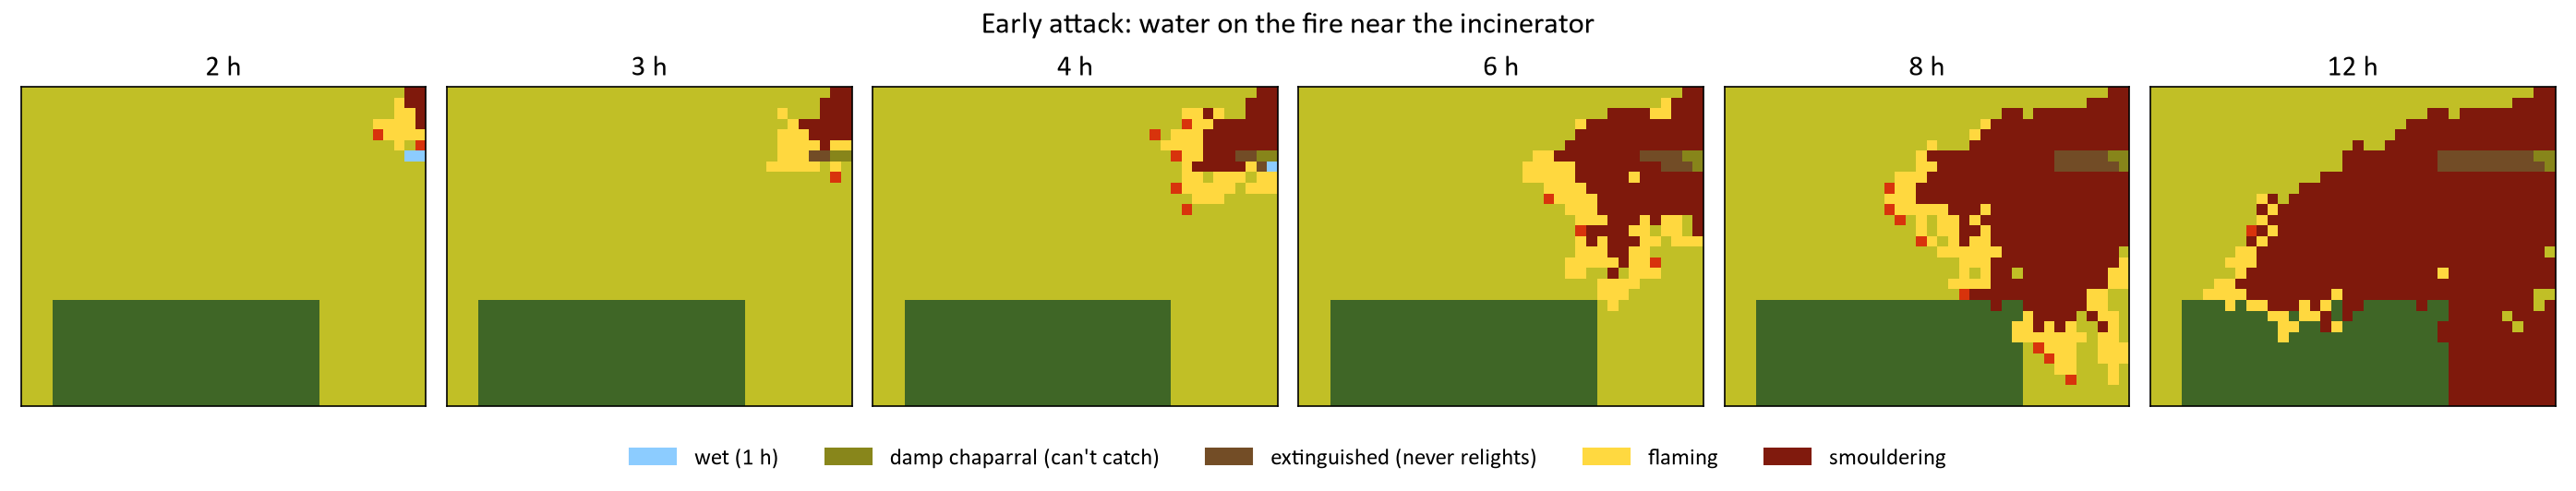 Early attack: water on the fire near the incinerator
2 h
3 h
4 h
6 h
8 h
12 h
wet (1 h)
damp chaparral (can't catch)
extinguished (never relights)
flaming
smouldering